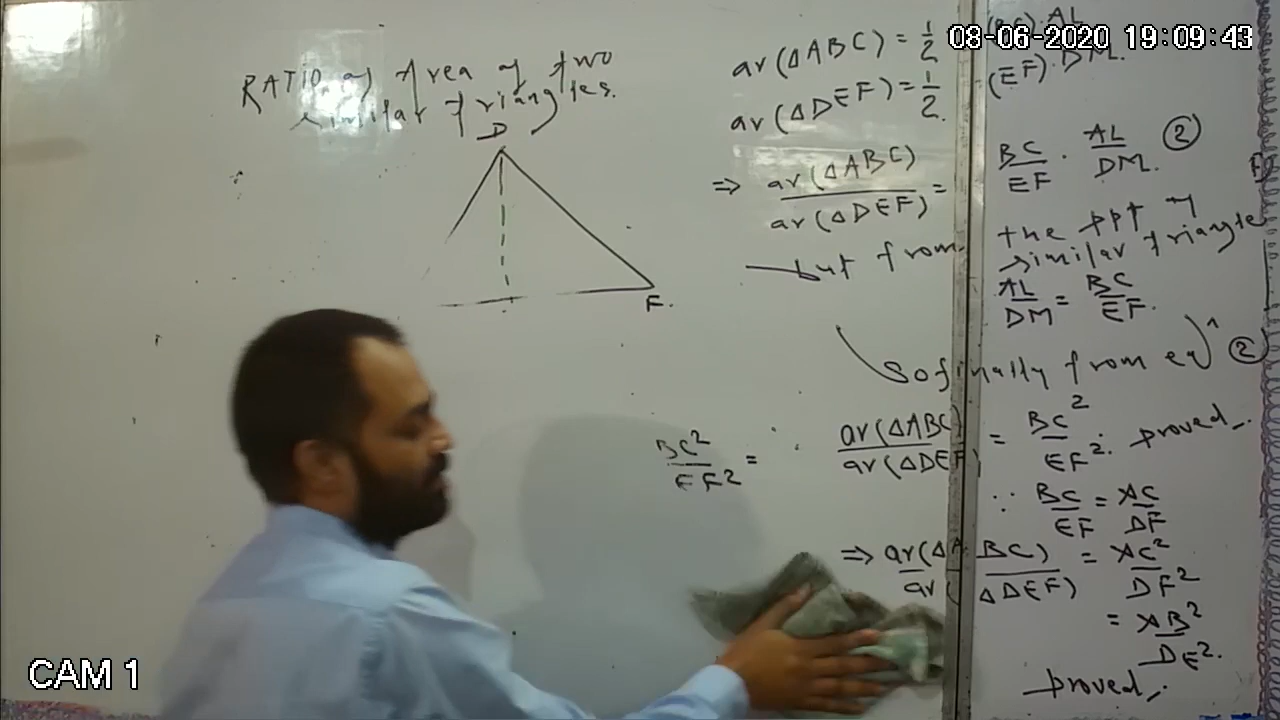 08-06-2020 19:09:43
RATIO of Area of two
similar triangles.
D
F.
ar(ΔABC) = 1/2 (BC)·AL
ar(ΔDEF) = 1/2. (EF)·DM.
⇒ ar(ΔABC)/ar(ΔDEF) = BC/EF · AL/DM. ②
but from the ppt of
similar triangle
AL/DM = BC/EF.
So finally from eqⁿ ②
BC²/EF² = ar(ΔABC)/ar(ΔDEF) = BC²/EF². proved.
∵ BC/EF = AC/DF
⇒ ar(ΔABC)/ar(ΔDEF) = AC²/DF²
= AB²/DE².
proved.
CAM 1